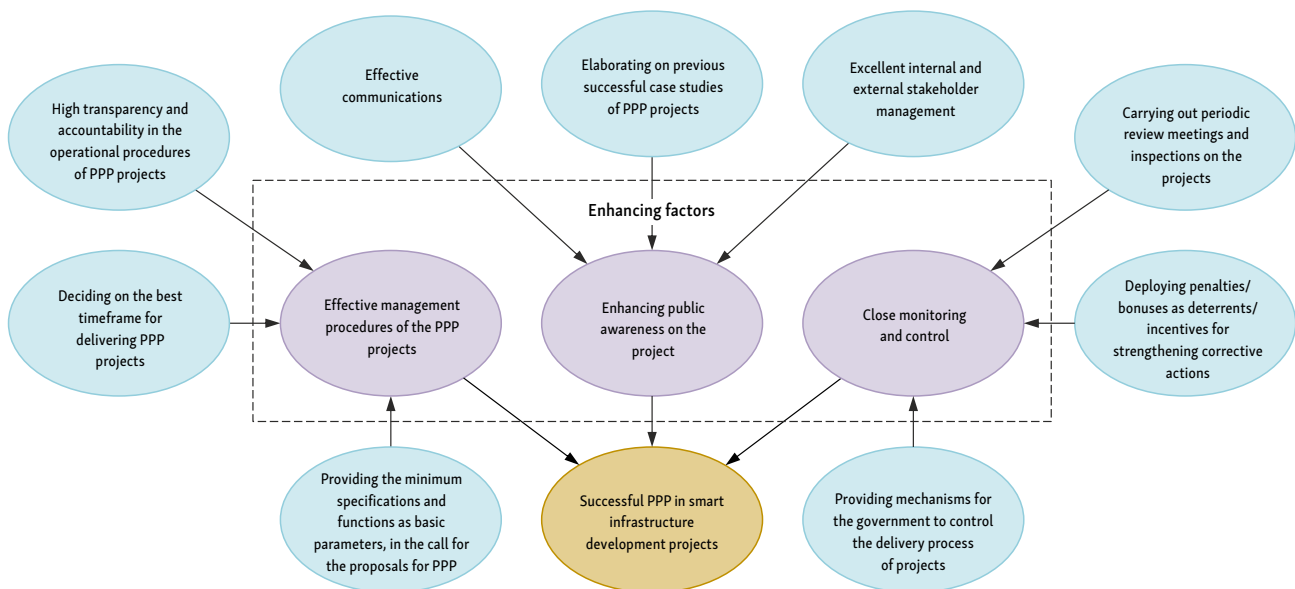 Effective
communications
Elaborating on previous
successful case studies
of PPP projects
Excellent internal and
external stakeholder
management
High transparency and
accountability in the
operational procedures
of PPP projects
Carrying out periodic
review meetings and
inspections on the
projects
Enhancing factors
Deciding on the best
timeframe for
delivering PPP
projects
Effective management
procedures of the PPP
projects
Enhancing public
awareness on the
project
Close monitoring
and control
Deploying penalties/
bonuses as deterrents/
incentives for
strengthening corrective
actions
Providing the minimum
specifications and
functions as basic
parameters, in the call for
the proposals for PPP
Successful PPP in smart
infrastructure
development projects
Providing mechanisms for
the government to control
the delivery process
of projects